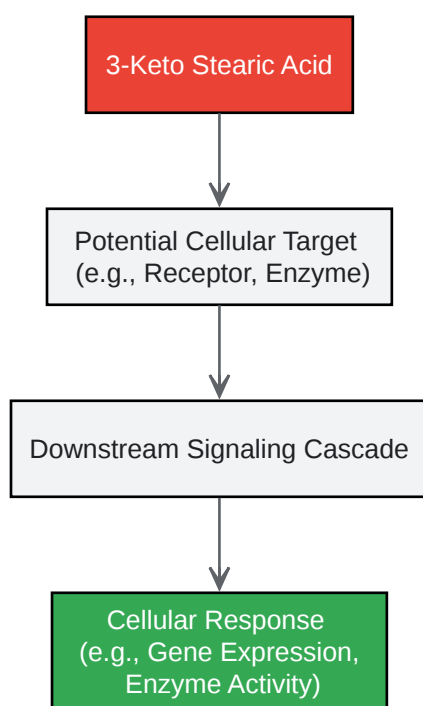 3-Keto Stearic Acid
Potential Cellular Target
(e.g., Receptor, Enzyme)
Downstream Signaling Cascade
Cellular Response
(e.g., Gene Expression,
Enzyme Activity)